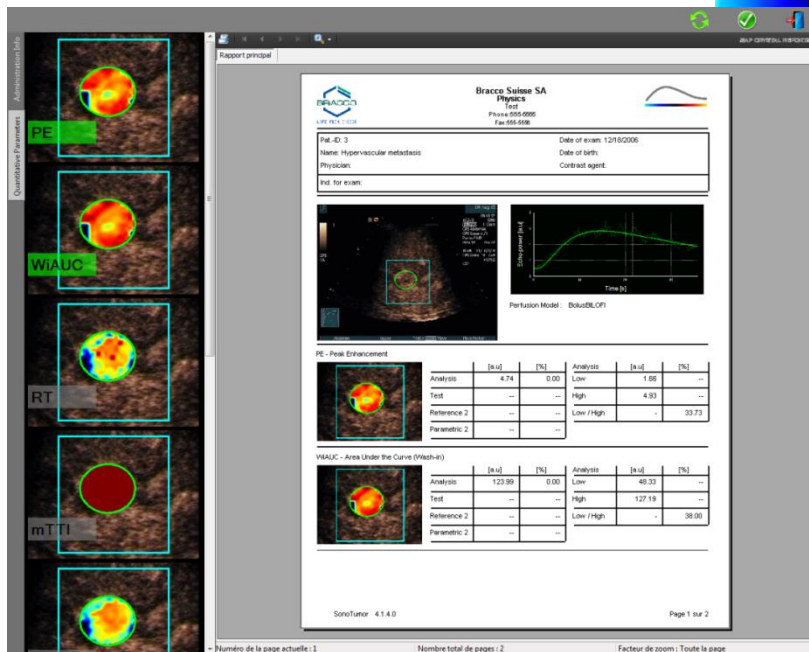 Administration Info
Quantitative Parameters
PE
WiAUC
RT
mTTI
SAP CRYSTAL REPORTS
Rapport principal
BRACCO
LIFE FROM INSIDE
Bracco Suisse SA
Physics
Test
Phone:555-5555
Fax:555-5556
Pat.-ID: 3
Date of exam: 12/18/2006
Name: Hypervascular metastasis
Date of birth:
Physician:
Contrast agent:
Ind. for exam:
Echo-power [a.u]
Time [s]
Perfusion Model : BolusBILOFI
PE - Peak Enhancement
[a.u] [%] Analysis [a.u] [%]
Analysis 4.74 0.00 Low 1.66 --
Test -- -- High 4.93 --
Reference 2 -- -- Low / High - 33.73
Parametric 2 -- --
WiAUC - Area Under the Curve (Wash-in)
[a.u] [%] Analysis [a.u] [%]
Analysis 123.99 0.00 Low 48.33 --
Test -- -- High 127.19 --
Reference 2 -- -- Low / High - 38.00
Parametric 2 -- --
SonoTumor 4.1.4.0
Page 1 sur 2
Numéro de la page actuelle : 1
Nombre total de pages : 2
Facteur de zoom : Toute la page